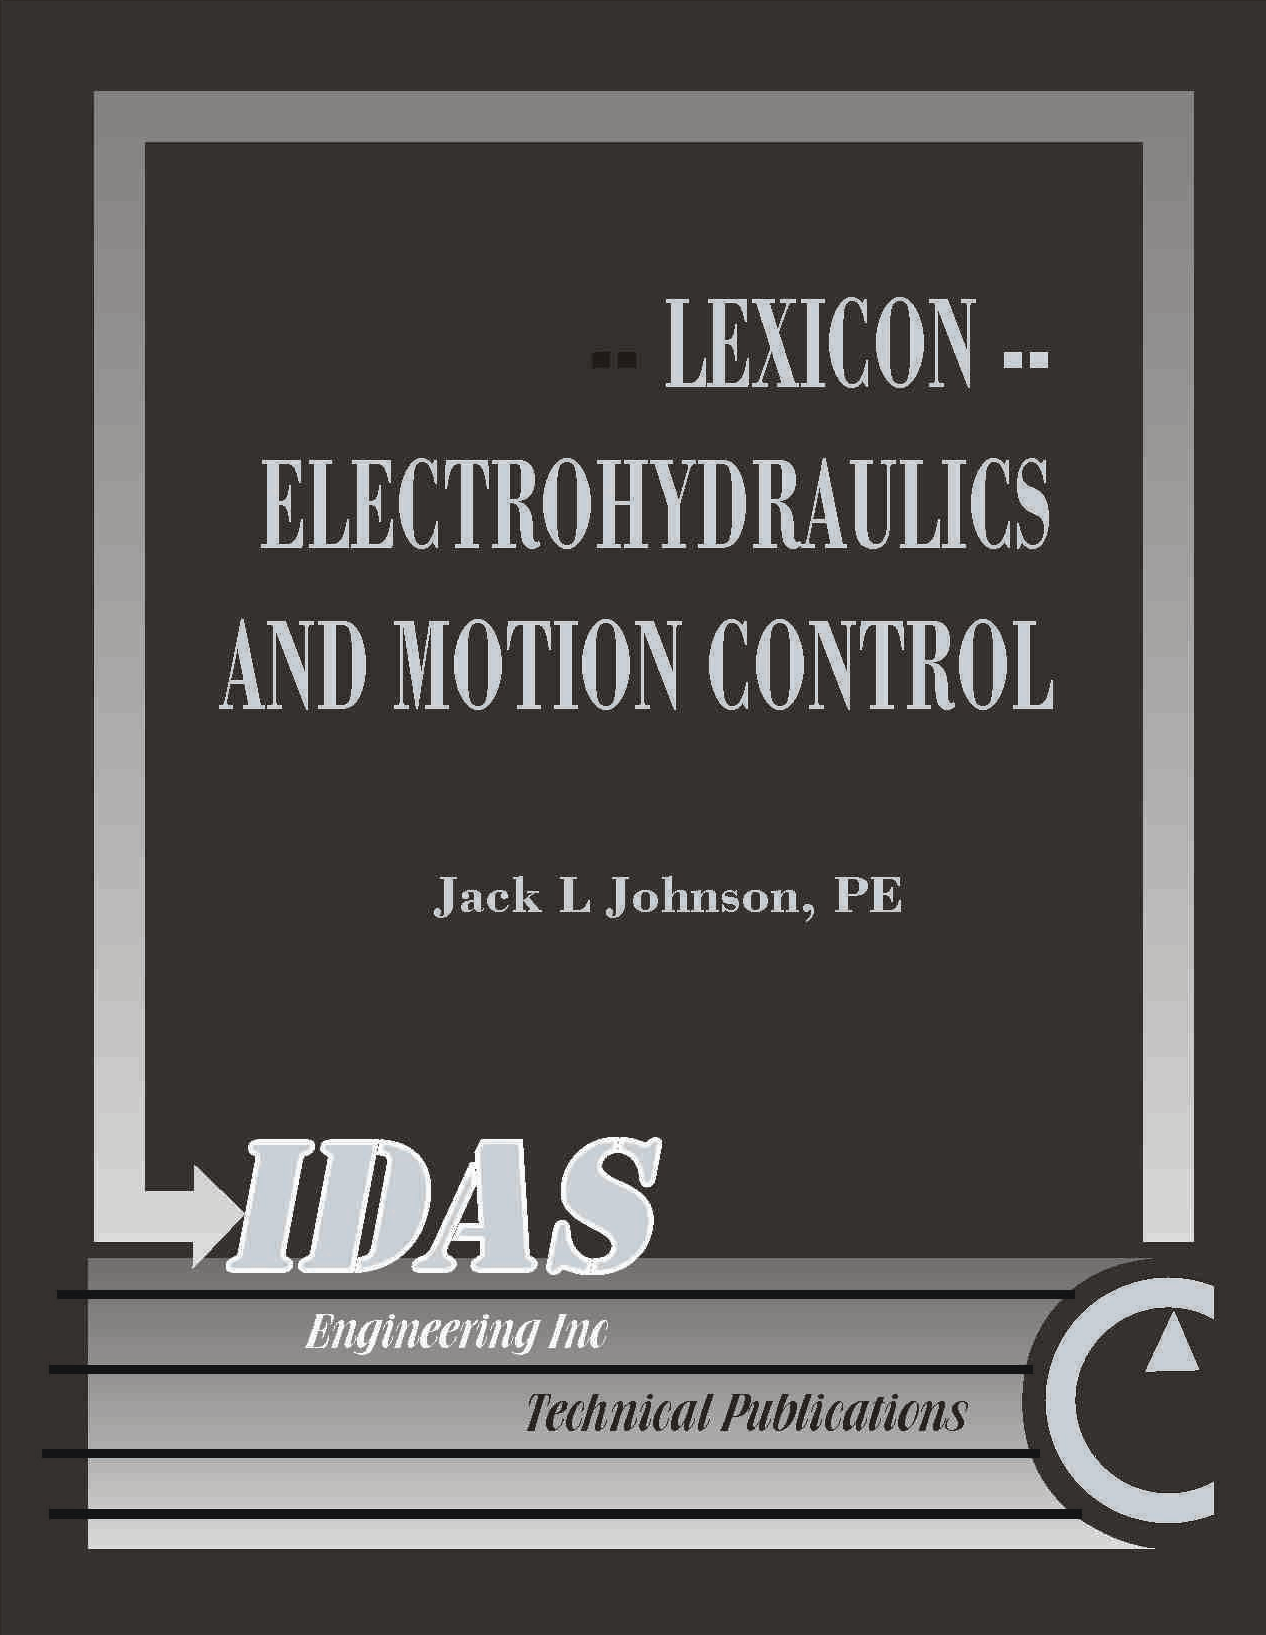 -- LEXICON --
ELECTROHYDRAULICS
AND MOTION CONTROL
Jack L Johnson, PE
IDAS
Engineering Inc
Technical Publications